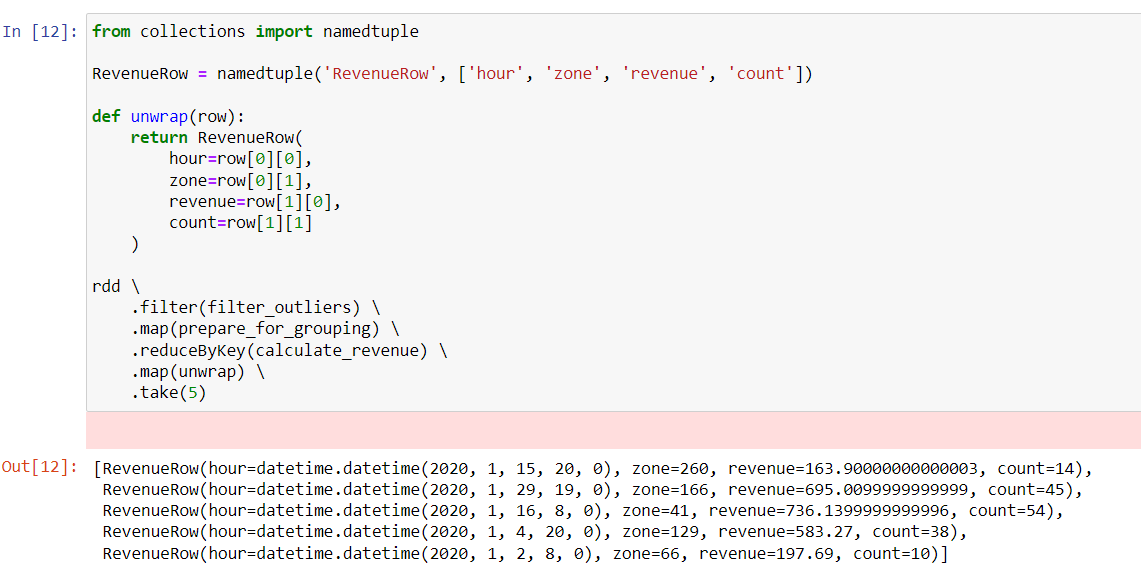 In [12]: from collections import namedtuple
RevenueRow = namedtuple('RevenueRow', ['hour', 'zone', 'revenue', 'count'])
def unwrap(row):
    return RevenueRow(
        hour=row[0][0],
        zone=row[0][1],
        revenue=row[1][0],
        count=row[1][1]
    )
rdd \
    .filter(filter_outliers) \
    .map(prepare_for_grouping) \
    .reduceByKey(calculate_revenue) \
    .map(unwrap) \
    .take(5)
Out[12]: [RevenueRow(hour=datetime.datetime(2020, 1, 15, 20, 0), zone=260, revenue=163.90000000000003, count=14),
RevenueRow(hour=datetime.datetime(2020, 1, 29, 19, 0), zone=166, revenue=695.0099999999999, count=45),
RevenueRow(hour=datetime.datetime(2020, 1, 16, 8, 0), zone=41, revenue=736.1399999999996, count=54),
RevenueRow(hour=datetime.datetime(2020, 1, 4, 20, 0), zone=129, revenue=583.27, count=38),
RevenueRow(hour=datetime.datetime(2020, 1, 2, 8, 0), zone=66, revenue=197.69, count=10)]